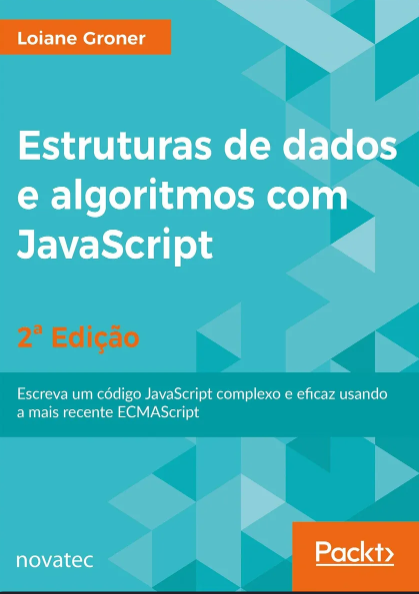 Loiane Groner
Estruturas de dados
e algoritmos com
JavaScript
2ª Edição
Escreva um código JavaScript complexo e eficaz usando
a mais recente ECMAScript
novatec
Packt>